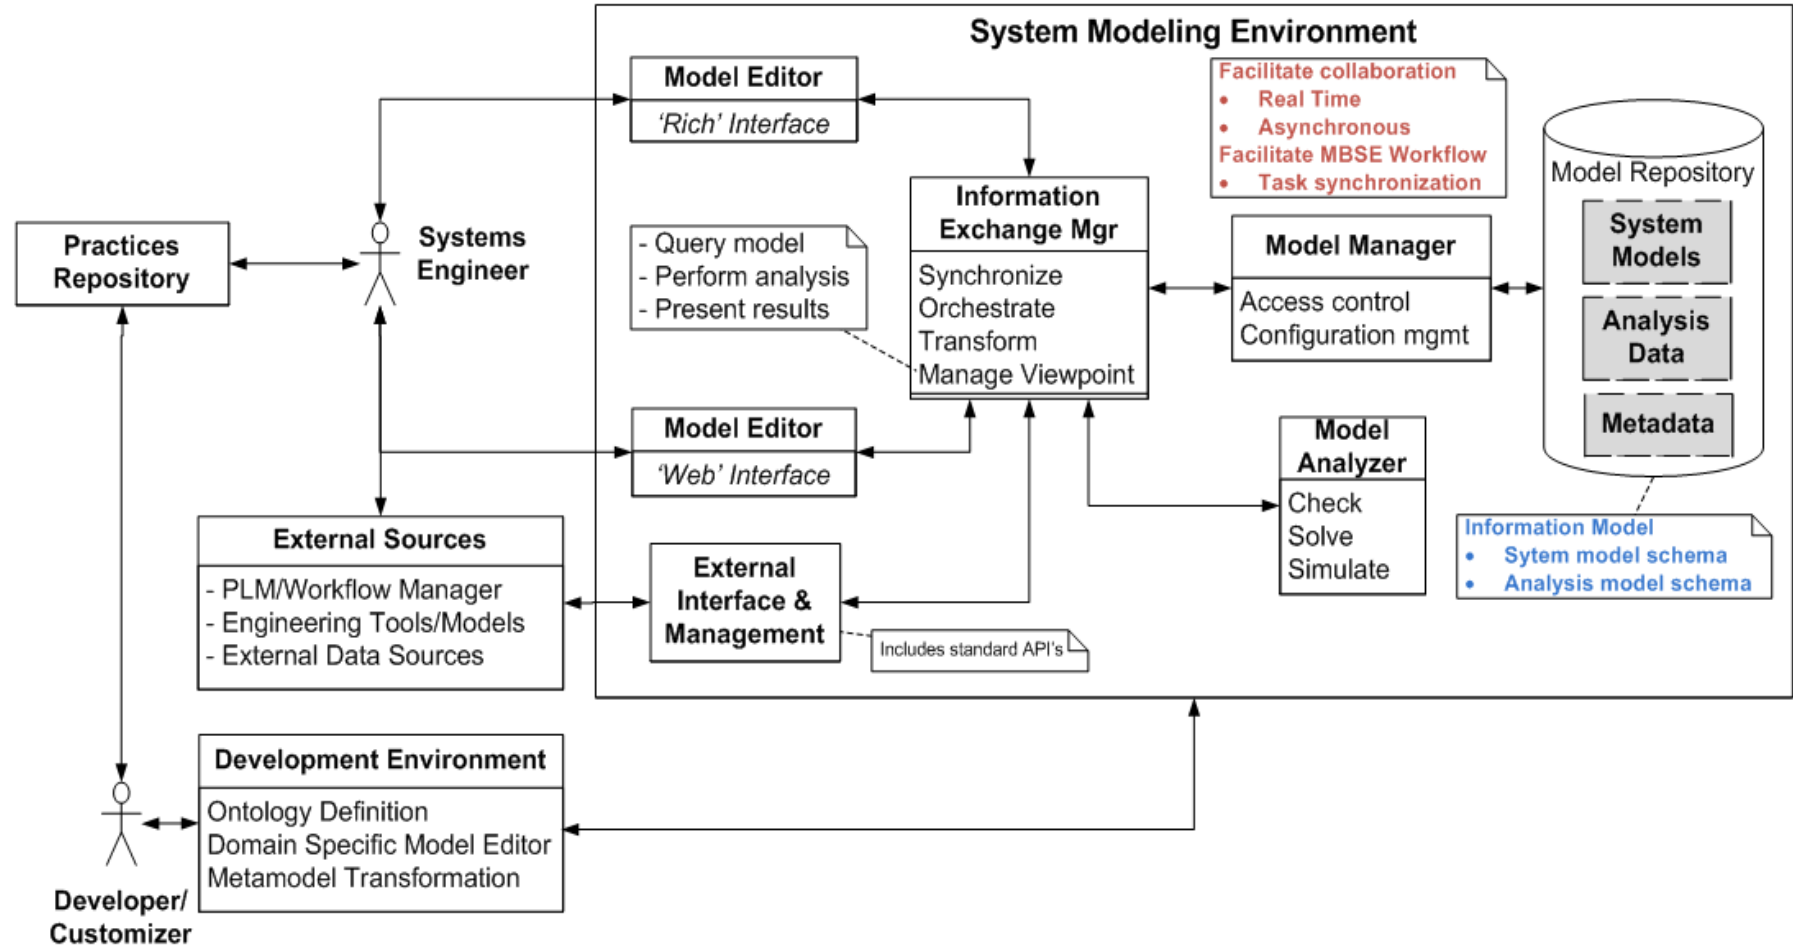 System Modeling Environment
Model Editor
‘Rich’ Interface
Facilitate collaboration
• Real Time
• Asynchronous
Facilitate MBSE Workflow
• Task synchronization
Model Repository
System
Models
Analysis
Data
Metadata
Information
Exchange Mgr
Synchronize
Orchestrate
Transform
Manage Viewpoint
Model Manager
Access control
Configuration mgmt
- Query model
- Perform analysis
- Present results
Practices
Repository
Systems
Engineer
Model Editor
‘Web’ Interface
Model
Analyzer
Check
Solve
Simulate
Information Model
• Sytem model schema
• Analysis model schema
External Sources
- PLM/Workflow Manager
- Engineering Tools/Models
- External Data Sources
External
Interface &
Management
Includes standard API's
Development Environment
Ontology Definition
Domain Specific Model Editor
Metamodel Transformation
Developer/
Customizer